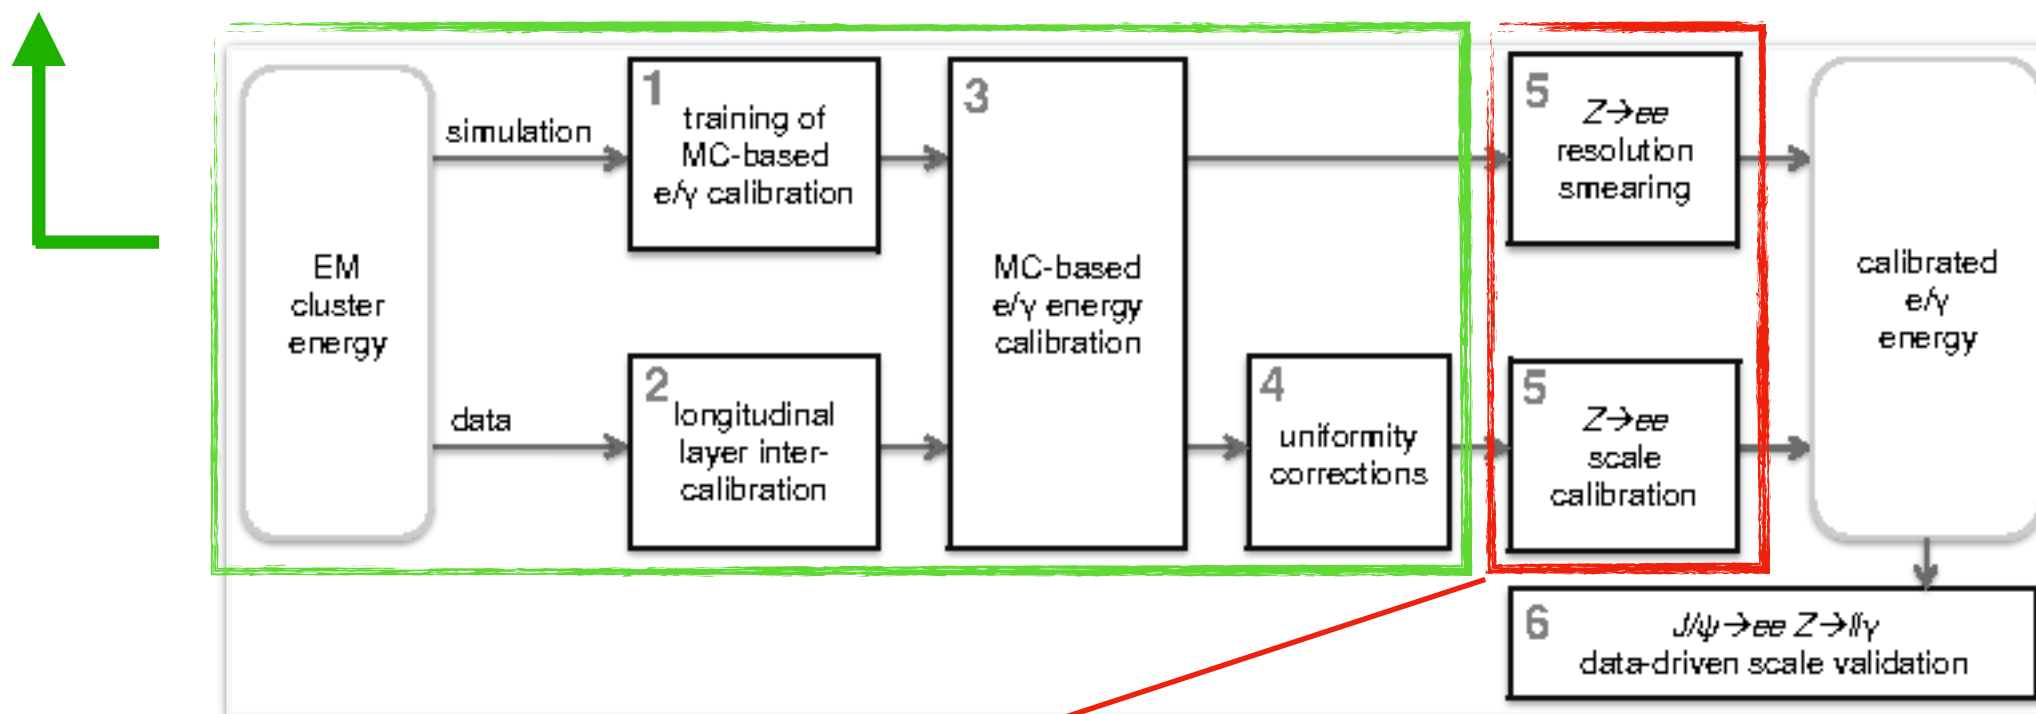 EM
cluster
energy
simulation
data
1
training of
MC-based
e/γ calibration
2
longitudinal
layer inter-
calibration
3
MC-based
e/γ energy
calibration
4
uniformity
corrections
5
Z→ee
resolution
smearing
5
Z→ee
scale
calibration
calibrated
e/γ
energy
6
J/ψ→ee Z→llγ
data-driven scale validation